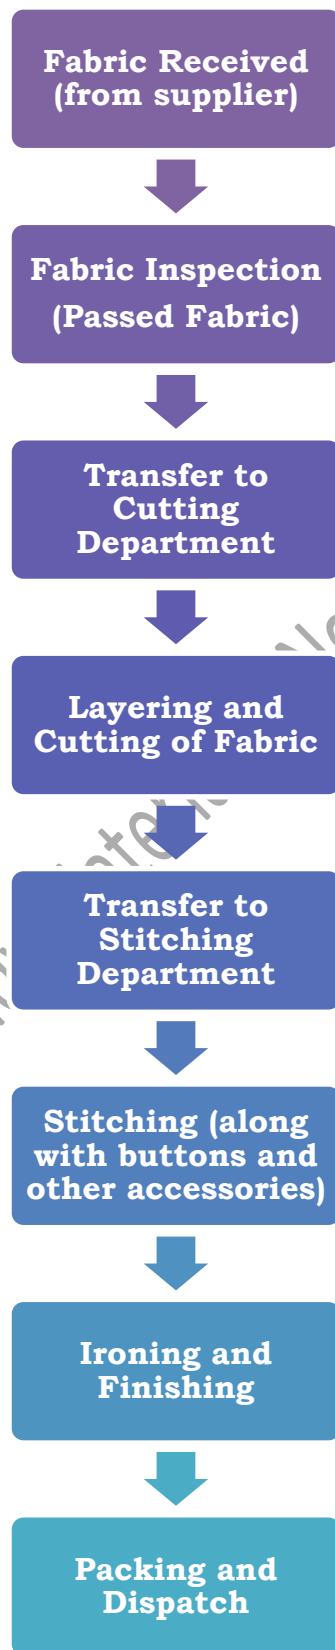 Fabric Received
(from supplier)
Fabric Inspection
(Passed Fabric)
Transfer to
Cutting
Department
Layering and
Cutting of Fabric
Transfer to
Stitching
Department
Stitching (along
with buttons and
other accessories)
Ironing and
Finishing
Packing and
Dispatch